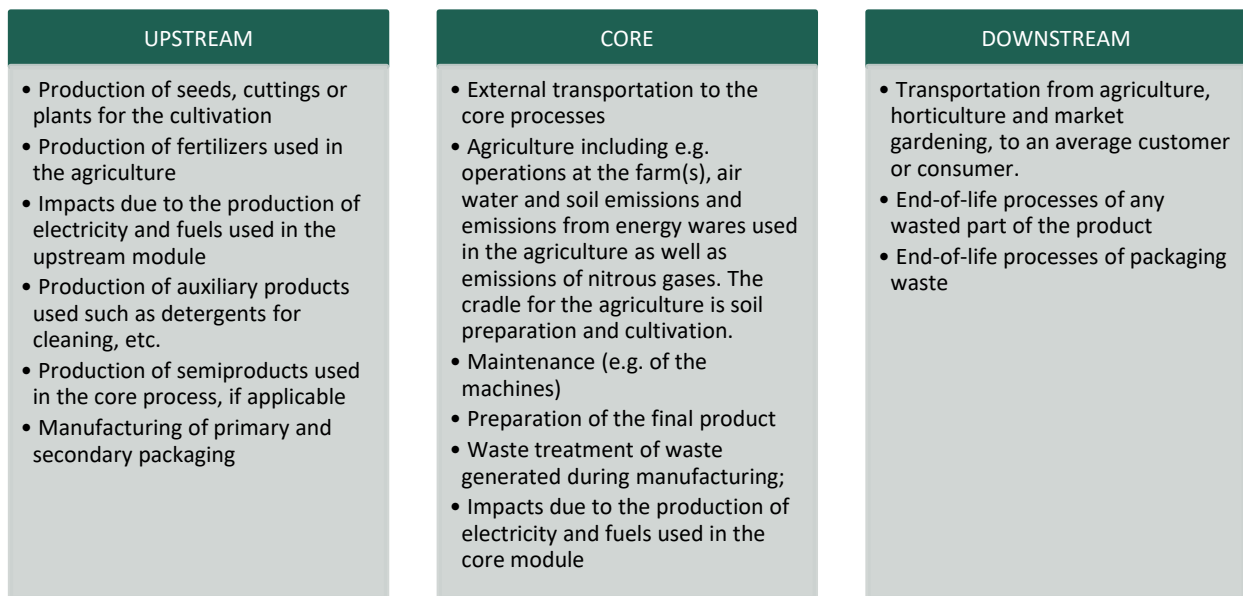 UPSTREAM
• Production of seeds, cuttings or
plants for the cultivation
• Production of fertilizers used in
the agriculture
• Impacts due to the production of
electricity and fuels used in the
upstream module
• Production of auxiliary products
used such as detergents for
cleaning, etc.
• Production of semiproducts used
in the core process, if applicable
• Manufacturing of primary and
secondary packaging
CORE
• External transportation to the
core processes
• Agriculture including e.g.
operations at the farm(s), air
water and soil emissions and
emissions from energy wares used
in the agriculture as well as
emissions of nitrous gases. The
cradle for the agriculture is soil
preparation and cultivation.
• Maintenance (e.g. of the
machines)
• Preparation of the final product
• Waste treatment of waste
generated during manufacturing;
• Impacts due to the production of
electricity and fuels used in the
core module
DOWNSTREAM
• Transportation from agriculture,
horticulture and market
gardening, to an average customer
or consumer.
• End-of-life processes of any
wasted part of the product
• End-of-life processes of packaging
waste